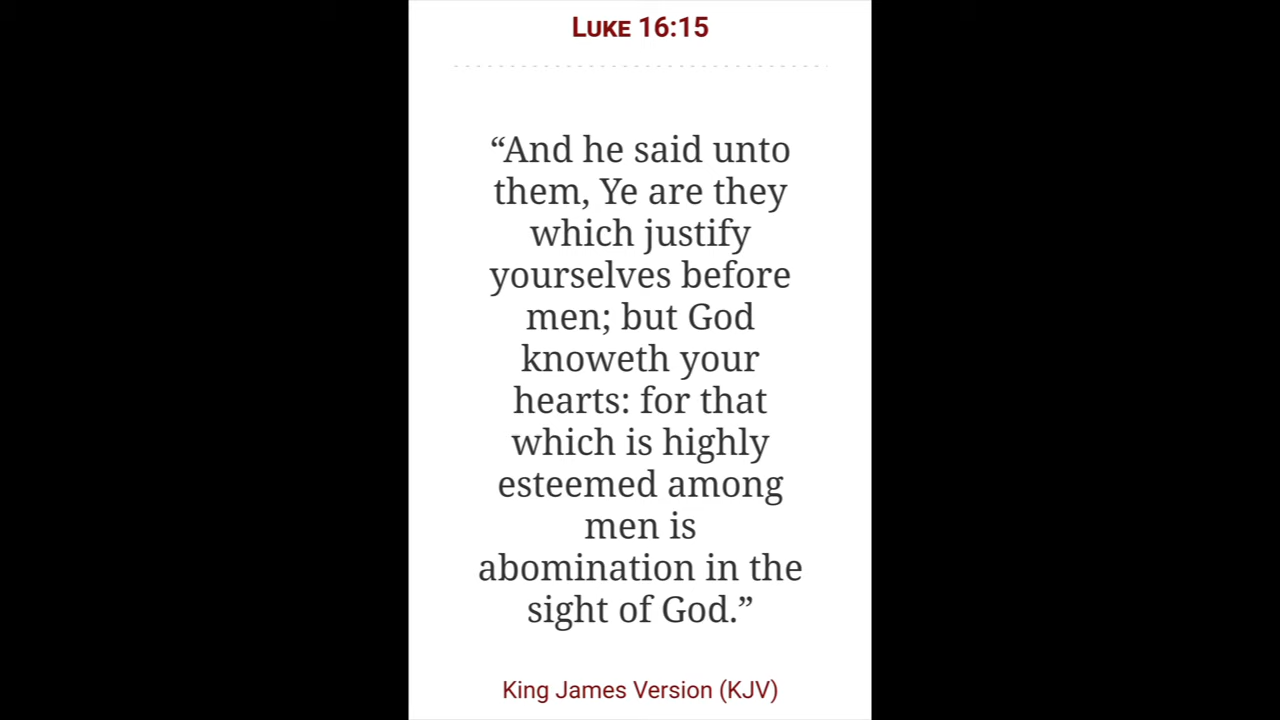 Luke 16:15
“And he said unto
them, Ye are they
which justify
yourselves before
men; but God
knoweth your
hearts: for that
which is highly
esteemed among
men is
abomination in the
sight of God.”
King James Version (KJV)